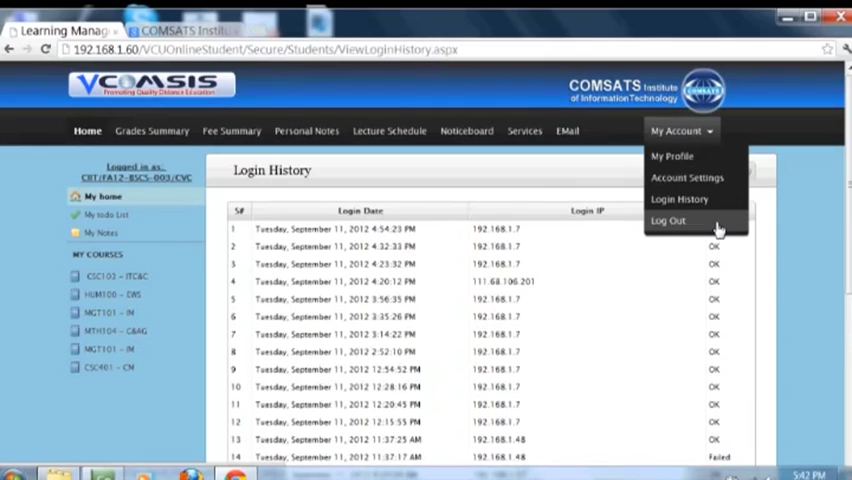 Learning Manag
COMSATS Institu
192.168.1.60/VCUOnlineStudent/Secure/Students/ViewLoginHistory.aspx
VCOMSIS
Promoting Quality Distance Education
COMSATS Institute
of Information Technology
COMSATS
Home Grades Summary Fee Summary Personal Notes Lecture Schedule Noticeboard Services EMail My Account
My Profile
Account Settings
Login History
Log Out
Logged in as:
CIIT/FA12-BSCS-003/CVC
My home
My todo List
My Notes
MY COURSES
CSC103 - ITC&C
HUM100 - EWS
MGT101 - IM
MTH104 - C&AG
MGT101 - IM
CSC401 - CM
Login History
S# Login Date Login IP
1 Tuesday, September 11, 2012 4:54:23 PM 192.168.1.7
2 Tuesday, September 11, 2012 4:32:33 PM 192.168.1.7 OK
3 Tuesday, September 11, 2012 4:23:32 PM 192.168.1.7 OK
4 Tuesday, September 11, 2012 4:20:12 PM 111.68.106.201 OK
5 Tuesday, September 11, 2012 3:56:35 PM 192.168.1.7 OK
6 Tuesday, September 11, 2012 3:35:26 PM 192.168.1.7 OK
7 Tuesday, September 11, 2012 3:14:22 PM 192.168.1.7 OK
8 Tuesday, September 11, 2012 2:52:10 PM 192.168.1.7 OK
9 Tuesday, September 11, 2012 12:54:52 PM 192.168.1.7 OK
10 Tuesday, September 11, 2012 12:28:16 PM 192.168.1.7 OK
11 Tuesday, September 11, 2012 12:20:45 PM 192.168.1.7 OK
12 Tuesday, September 11, 2012 12:15:55 PM 192.168.1.7 OK
13 Tuesday, September 11, 2012 11:37:25 AM 192.168.1.48 OK
14 Tuesday, September 11, 2012 11:37:17 AM 192.168.1.48 Failed
5:42 PM